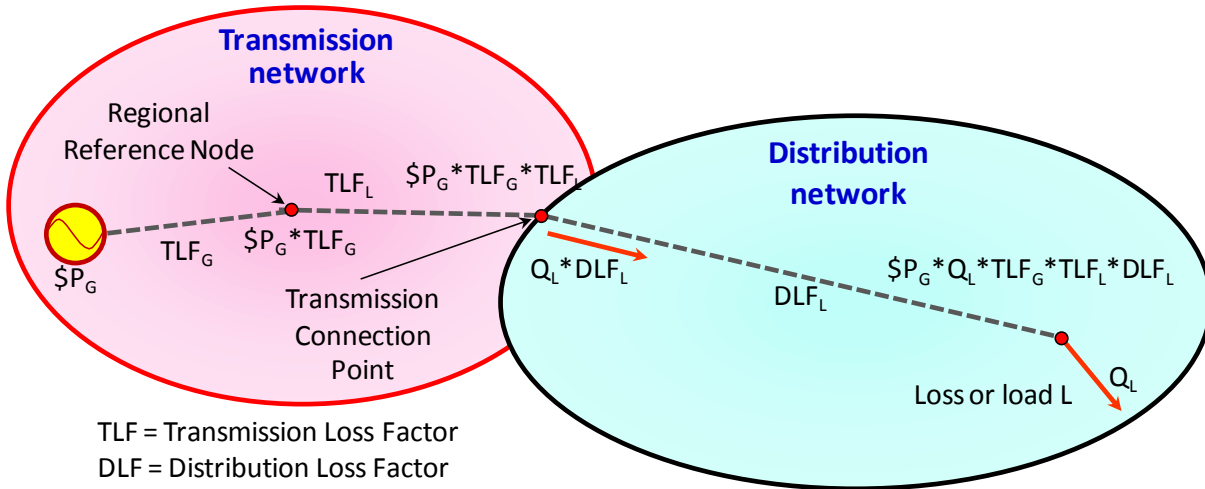 Transmission
network
Regional
Reference Node
TLF_L
$P_G*TLF_G*TLF_L
TLF_G
$P_G*TLF_G
$P_G
Transmission
Connection
Point
Q_L*DLF_L
Distribution
network
$P_G*Q_L*TLF_G*TLF_L*DLF_L
DLF_L
Loss or load L
Q_L
TLF = Transmission Loss Factor
DLF = Distribution Loss Factor